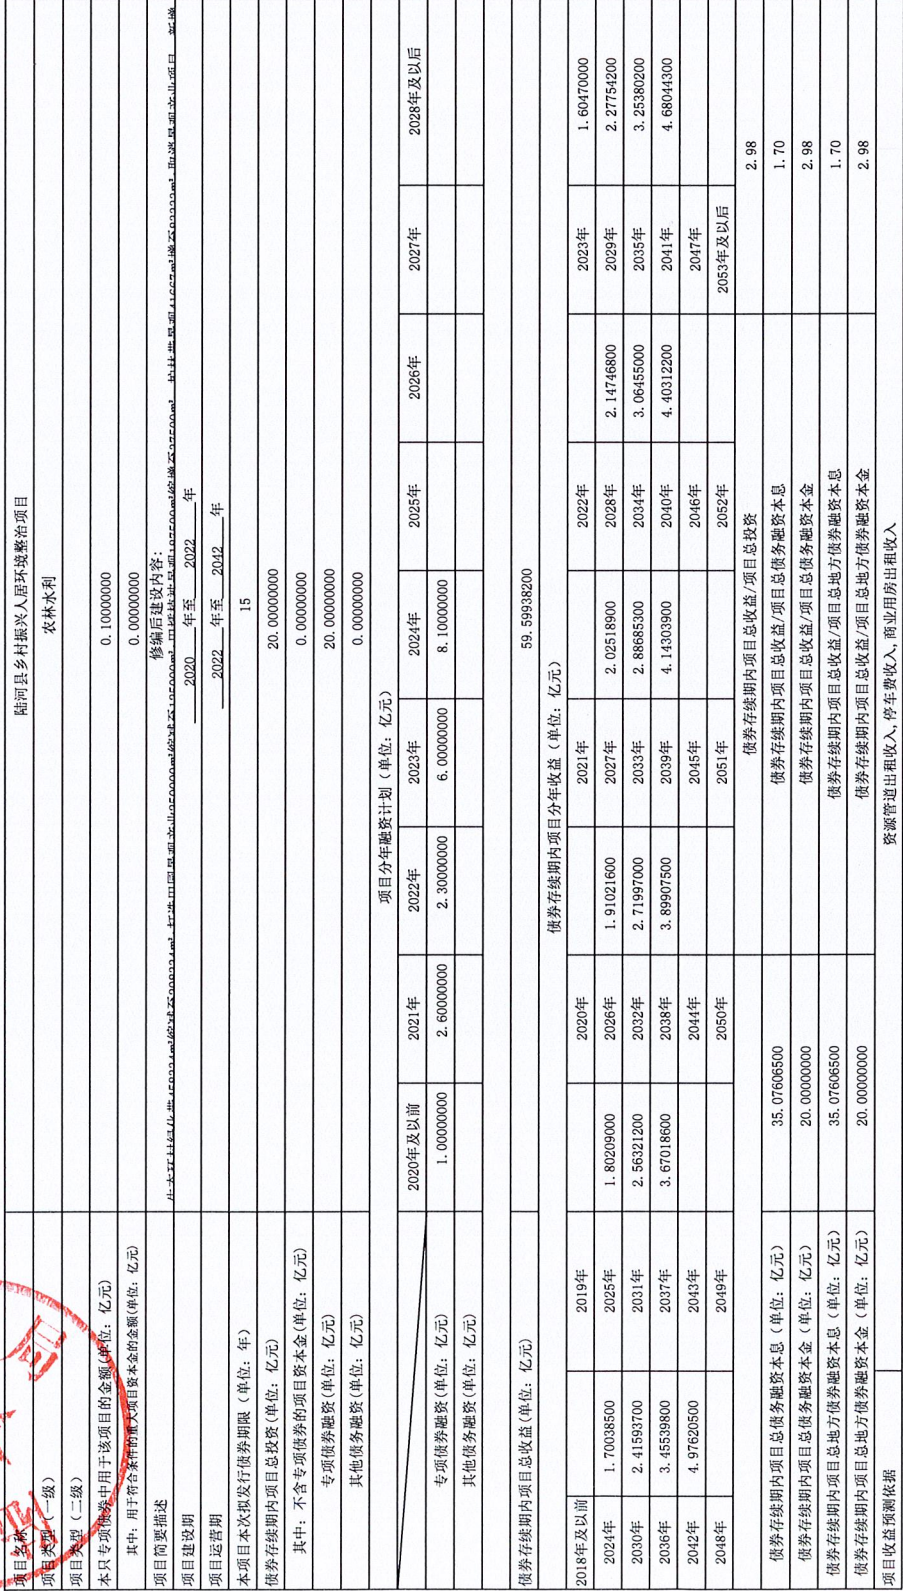 项目名称 陆河县乡村振兴人居环境整治项目
项目类型（一级） 农林水利
项目类型（二级）
本只专项债券中用于该项目的金额(单位：亿元) 0.10000000
其中：用于符合条件的重大项目资本金的金额(单位：亿元) 0.00000000
项目简要描述 修编后建设内容：
项目建设期 2020 年至 2022 年
项目运营期 2022 年至 2042 年
本项目本次拟发行债券期限（单位：年） 15
债券存续期内项目总投资(单位：亿元) 20.00000000
其中：不含专项债券的项目资本金(单位：亿元) 0.00000000
专项债券融资(单位：亿元) 20.00000000
其他债务融资(单位：亿元) 0.00000000
项目分年融资计划（单位：亿元）
2020年及以前 2021年 2022年 2023年 2024年 2025年 2026年 2027年 2028年及以后
专项债券融资(单位：亿元) 1.00000000 2.60000000 2.30000000 6.00000000 8.10000000
其他债务融资(单位：亿元)
债券存续期内项目总收益(单位：亿元) 59.59938200
债券存续期内项目分年收益（单位：亿元）
2018年及以前 2019年 2020年 2021年 2022年 2023年 1.60470000
2024年 1.70038500 2025年 1.80209000 2026年 1.91021600 2027年 2.02518900 2028年 2.14746800 2029年 2.27754200
2030年 2.41593700 2031年 2.56321200 2032年 2.71997000 2033年 2.88685300 2034年 3.06455000 2035年 3.25380200
2036年 3.45539800 2037年 3.67018600 2038年 3.89907500 2039年 4.14303900 2040年 4.40312200 2041年 4.68044300
2042年 4.97620500 2043年 2044年 2045年 2046年 2047年
2048年 2049年 2050年 2051年 2052年 2053年及以后
债券存续期内项目总收益/项目总投资 2.98
债券存续期内项目总债务融资本息（单位：亿元） 35.07606500 债券存续期内项目总收益/项目总债务融资本息 1.70
债券存续期内项目总债务融资本金（单位：亿元） 20.00000000 债券存续期内项目总收益/项目总债务融资本金 2.98
债券存续期内项目总地方债券融资本息（单位：亿元） 35.07606500 债券存续期内项目总收益/项目总地方债券融资本息 1.70
债券存续期内项目总地方债券融资本金（单位：亿元） 20.00000000 债券存续期内项目总收益/项目总地方债券融资本金 2.98
项目收益预测依据 资源管道出租收入,停车费收入,商业用房出租收入